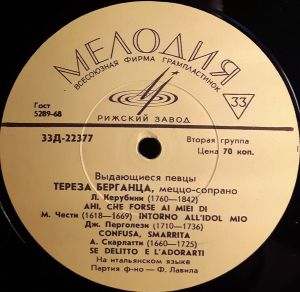 МЕЛОДИЯ
ВСЕСОЮЗНАЯ ФИРМА ГРАМПЛАСТИНОК
33
Гост
5289-68
РИЖСКИЙ ЗАВОД
33Д-22377
Вторая группа
Цена 70 коп.
Выдающиеся певцы
ТЕРЕЗА БЕРГАНЦА, меццо-сопрано
Л. Керубини (1760—1842)
AHI, CHE FORSE AI MIEI DI
М. Чести (1618—1669) INTORNO ALL'IDOL MIO
Дж. Перголези (1710—1736)
CONFUSA, SMARRITA
А. Скарлатти (1660—1725)
SE DELITTO E L'ADORARTI
На итальянском языке
Партия ф-но — Ф. Лавила